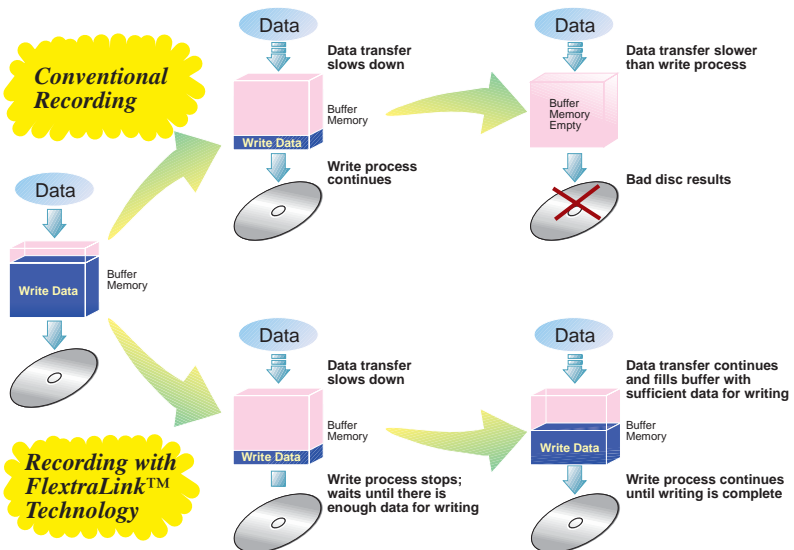 Conventional
Recording
Data
Data transfer
slows down
Buffer
Memory
Write Data
Write process
continues
Data
Data transfer slower
than write process
Buffer
Memory
Empty
Bad disc results
Data
Buffer
Memory
Write Data
Recording with
FlextraLink™
Technology
Data
Data transfer
slows down
Buffer
Memory
Write Data
Write process stops;
waits until there is
enough data for writing
Data
Data transfer continues
and fills buffer with
sufficient data for writing
Buffer
Memory
Write Data
Write process continues
until writing is complete